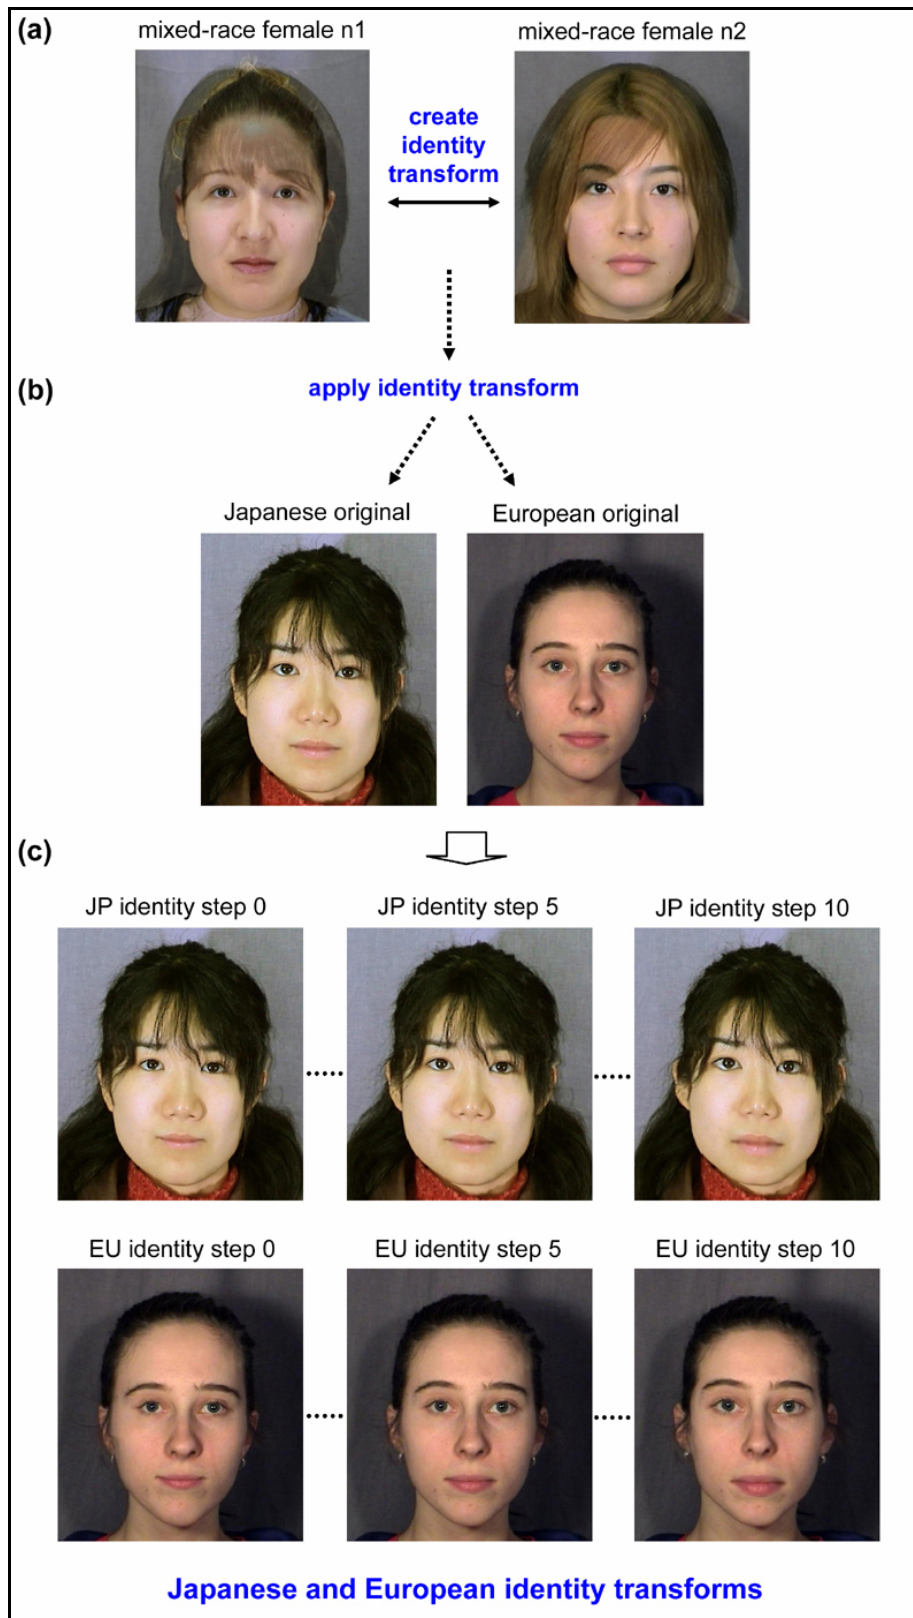 (a)
mixed-race female n1
mixed-race female n2
create
identity
transform
(b)
apply identity transform
Japanese original
European original
(c)
JP identity step 0
JP identity step 5
JP identity step 10
EU identity step 0
EU identity step 5
EU identity step 10
Japanese and European identity transforms